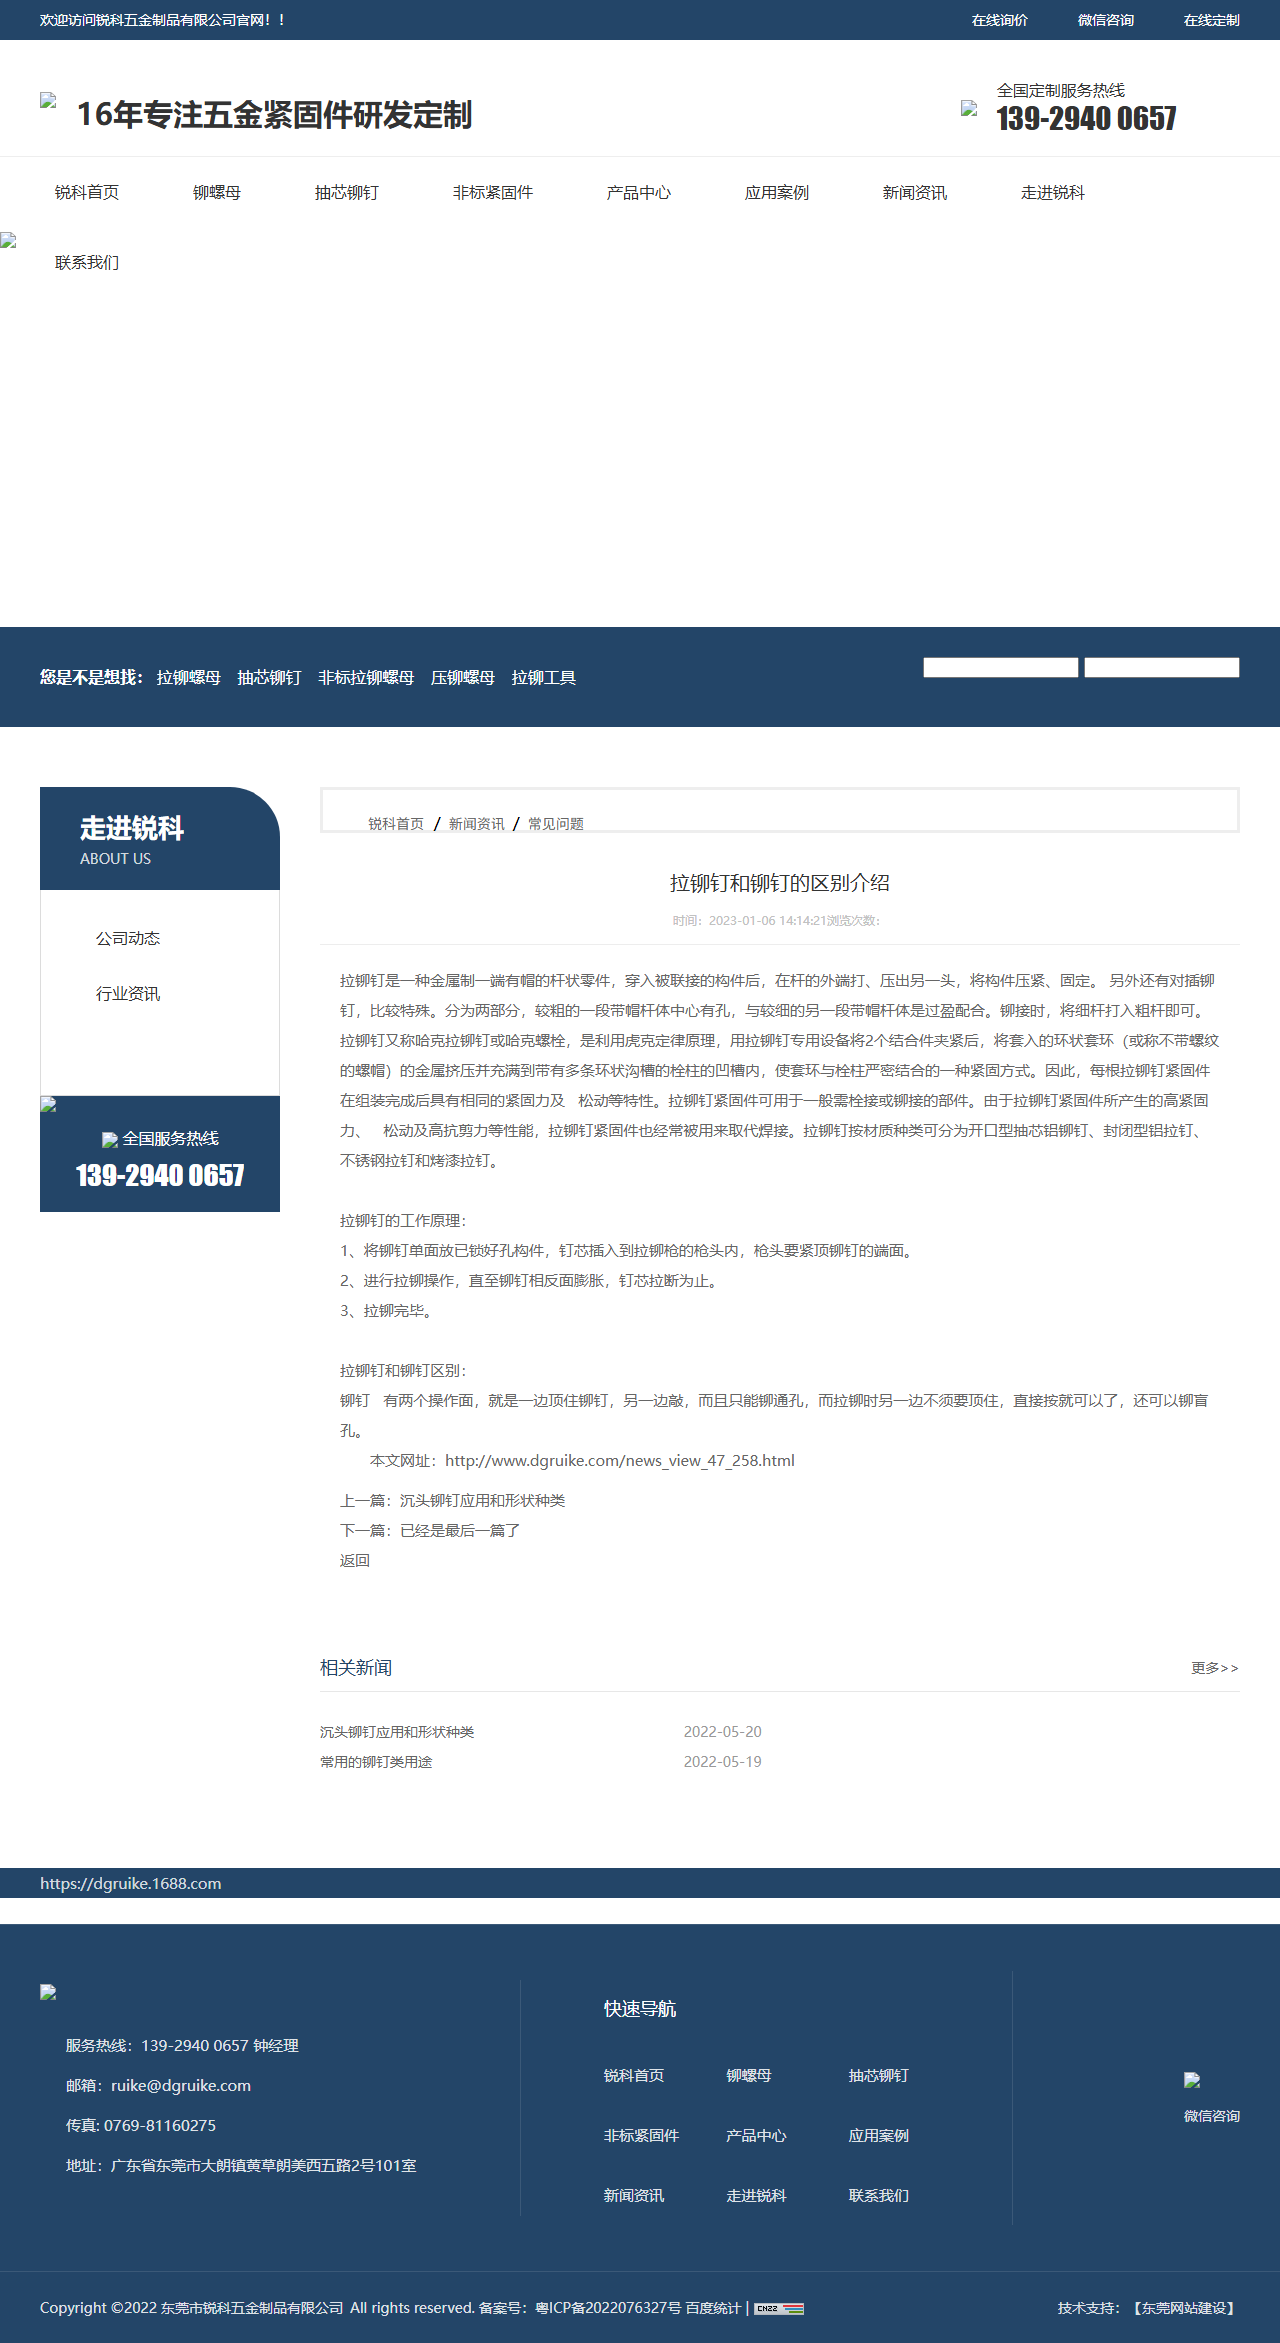 欢迎访问锐科五金制品有限公司官网！！
在线询价 微信咨询 在线定制
16年专注五金紧固件研发定制
全国定制服务热线
139-2940 0657
锐科首页 铆螺母 抽芯铆钉 非标紧固件 产品中心 应用案例 新闻资讯 走进锐科
联系我们
您是不是想找： 拉铆螺母 抽芯铆钉 非标拉铆螺母 压铆螺母 拉铆工具
走进锐科
ABOUT US
公司动态
行业资讯
全国服务热线
139-2940 0657
锐科首页 / 新闻资讯 / 常见问题
拉铆钉和铆钉的区别介绍
时间：2023-01-06 14:14:21浏览次数：
拉铆钉是一种金属制一端有帽的杆状零件，穿入被联接的构件后，在杆的外端打、压出另一头，将构件压紧、固定。 另外还有对插铆
钉，比较特殊。分为两部分，较粗的一段带帽杆体中心有孔，与较细的另一段带帽杆体是过盈配合。铆接时，将细杆打入粗杆即可。
拉铆钉又称哈克拉铆钉或哈克螺栓，是利用虎克定律原理，用拉铆钉专用设备将2个结合件夹紧后，将套入的环状套环（或称不带螺纹
的螺帽）的金属挤压并充满到带有多条环状沟槽的栓柱的凹槽内，使套环与栓柱严密结合的一种紧固方式。因此，每根拉铆钉紧固件
在组装完成后具有相同的紧固力及 松动等特性。拉铆钉紧固件可用于一般需栓接或铆接的部件。由于拉铆钉紧固件所产生的高紧固
力、 松动及高抗剪力等性能，拉铆钉紧固件也经常被用来取代焊接。拉铆钉按材质种类可分为开口型抽芯铝铆钉、封闭型铝拉钉、
不锈钢拉钉和烤漆拉钉。
拉铆钉的工作原理：
1、将铆钉单面放已锁好孔构件，钉芯插入到拉铆枪的枪头内，枪头要紧顶铆钉的端面。
2、进行拉铆操作，直至铆钉相反面膨胀，钉芯拉断为止。
3、拉铆完毕。
拉铆钉和铆钉区别：
铆钉 有两个操作面，就是一边顶住铆钉，另一边敲，而且只能铆通孔，而拉铆时另一边不须要顶住，直接按就可以了，还可以铆盲
孔。
本文网址：http://www.dgruike.com/news_view_47_258.html
上一篇：沉头铆钉应用和形状种类
下一篇：已经是最后一篇了
返回
相关新闻 更多>>
沉头铆钉应用和形状种类 2022-05-20
常用的铆钉类用途 2022-05-19
https://dgruike.1688.com
服务热线：139-2940 0657 钟经理
邮箱：ruike@dgruike.com
传真: 0769-81160275
地址：广东省东莞市大朗镇黄草朗美西五路2号101室
快速导航
锐科首页 铆螺母 抽芯铆钉
非标紧固件 产品中心 应用案例
新闻资讯 走进锐科 联系我们
微信咨询
Copyright ©2022 东莞市锐科五金制品有限公司 All rights reserved. 备案号：粤ICP备2022076327号 百度统计 | CNZZ
技术支持：【东莞网站建设】